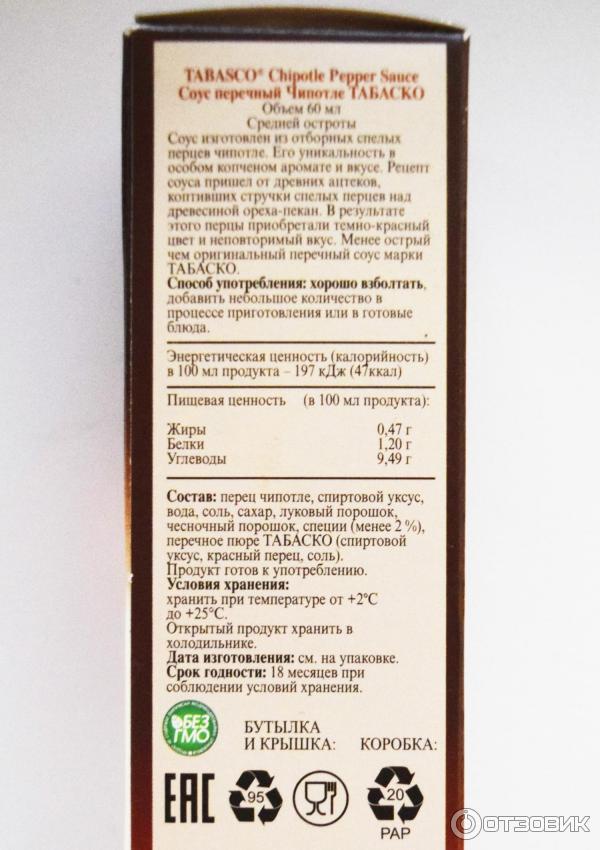 TABASCO® Chipotle Pepper Sauce
Соус перечный Чипотле ТАБАСКО
Объем 60 мл
Средней остроты
Соус изготовлен из отборных спелых
перцев чипотле. Его уникальность в
особом копченом аромате и вкусе. Рецепт
соуса пришел от древних ацтеков,
коптивших стручки спелых перцев над
древесиной ореха-пекан. В результате
этого перцы приобретали темно-красный
цвет и неповторимый вкус. Менее острый
чем оригинальный перечный соус марки
ТАБАСКО.
Способ употребления: хорошо взболтать,
добавить небольшое количество в
процессе приготовления или в готовые
блюда.
Энергетическая ценность (калорийность)
в 100 мл продукта – 197 кДж (47ккал)
Пищевая ценность (в 100 мл продукта):
Жиры 0,47 г
Белки 1,20 г
Углеводы 9,49 г
Состав: перец чипотле, спиртовой уксус,
вода, соль, сахар, луковый порошок,
чесночный порошок, специи (менее 2 %),
перечное пюре ТАБАСКО (спиртовой
уксус, красный перец, соль).
Продукт готов к употреблению.
Условия хранения:
хранить при температуре от +2°С
до +25°С.
Открытый продукт хранить в
холодильнике.
Дата изготовления: см. на упаковке.
Срок годности: 18 месяцев при
соблюдении условий хранения.
БЕЗ
ГМО
БУТЫЛКА
И КРЫШКА: КОРОБКА:
ЕАС 95 20
PAP
ОТЗОВИК